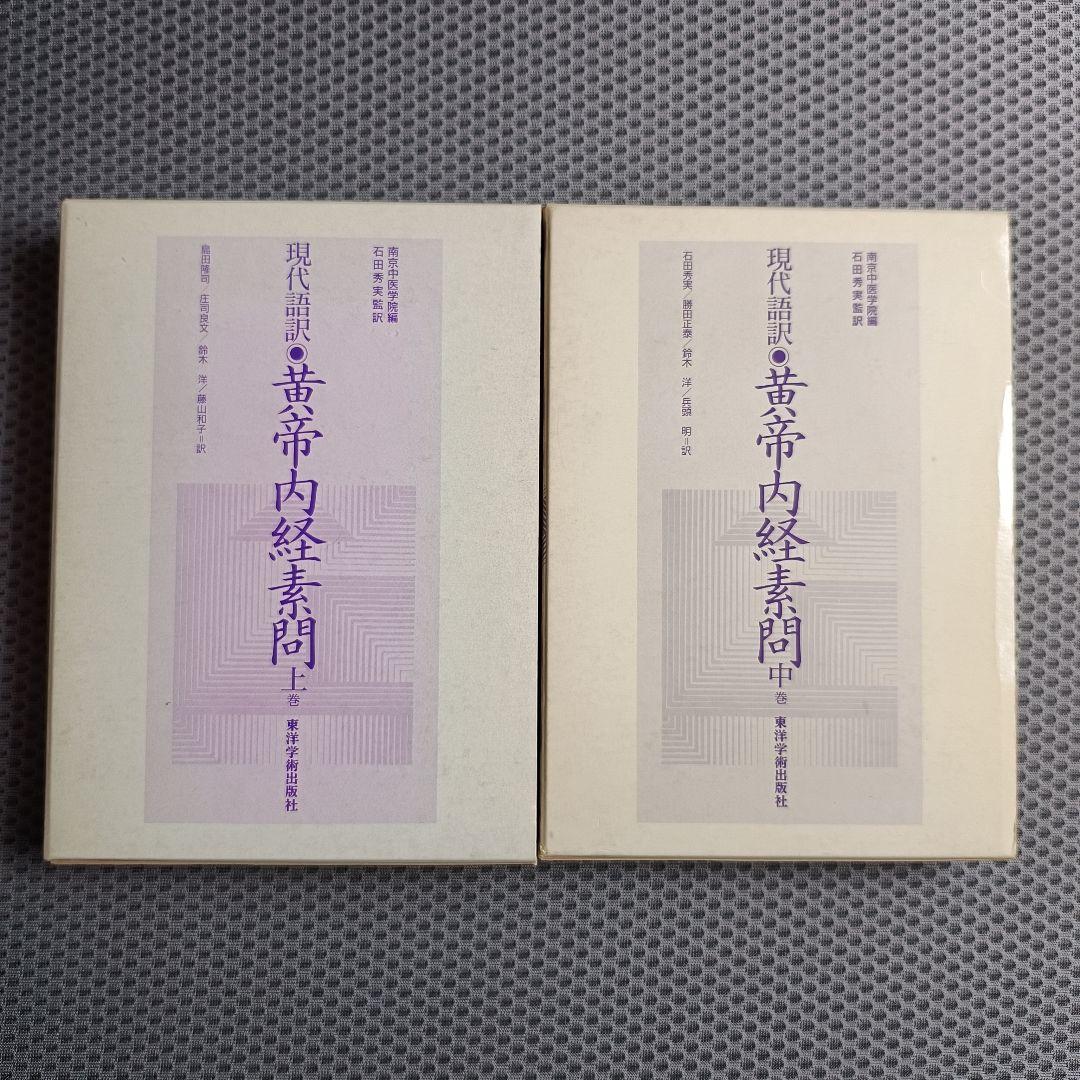 南京中医学院編
石田秀実監訳
現代語訳◉黄帝内経素問 上巻 東洋学術出版社
島田隆司/庄司良文/鈴木 洋/藤山和子=訳
南京中医学院編
石田秀実監訳
現代語訳◉黄帝内経素問 中巻 東洋学術出版社
石田秀実/勝田正泰/鈴木 洋/兵頭 明=訳